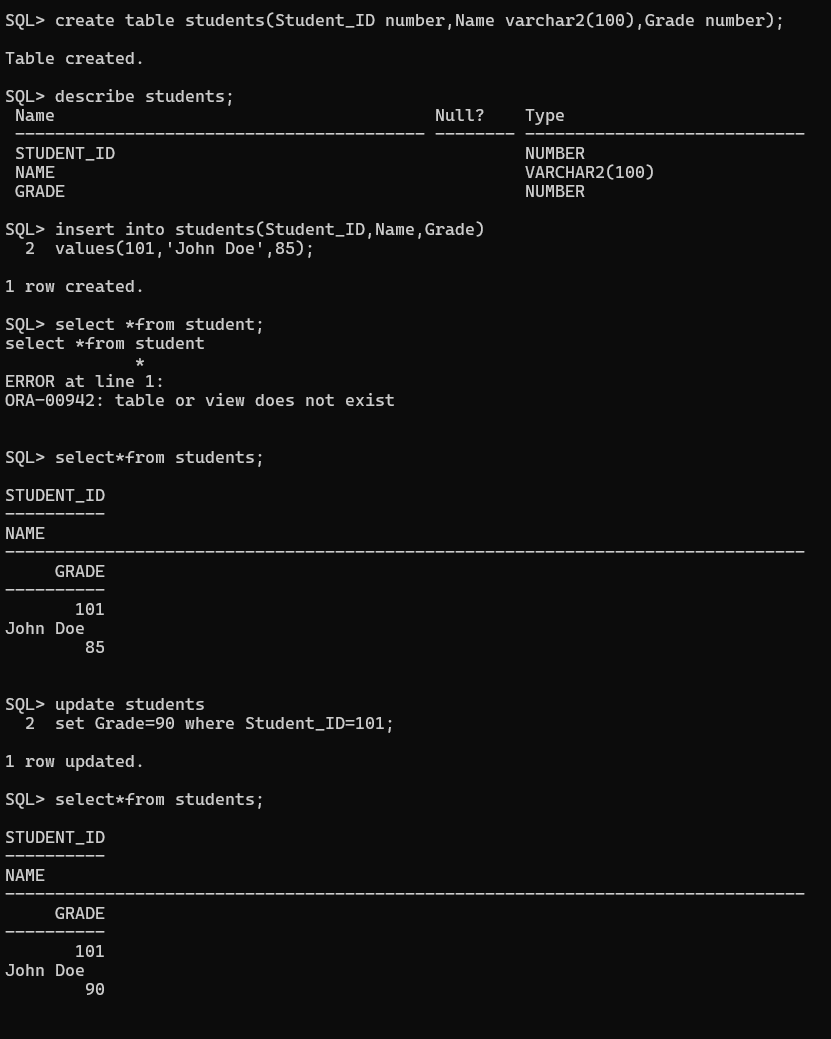 SQL> create table students(Student_ID number,Name varchar2(100),Grade number);
Table created.
SQL> describe students;
 Name                                      Null?    Type
 ----------------------------------------- -------- ----------------------------
 STUDENT_ID                                         NUMBER
 NAME                                               VARCHAR2(100)
 GRADE                                              NUMBER
SQL> insert into students(Student_ID,Name,Grade)
  2  values(101,'John Doe',85);
1 row created.
SQL> select *from student;
select *from student
             *
ERROR at line 1:
ORA-00942: table or view does not exist
SQL> select*from students;
STUDENT_ID
----------
NAME
--------------------------------------------------------------------------------
     GRADE
----------
       101
John Doe
        85
SQL> update students
  2  set Grade=90 where Student_ID=101;
1 row updated.
SQL> select*from students;
STUDENT_ID
----------
NAME
--------------------------------------------------------------------------------
     GRADE
----------
       101
John Doe
        90